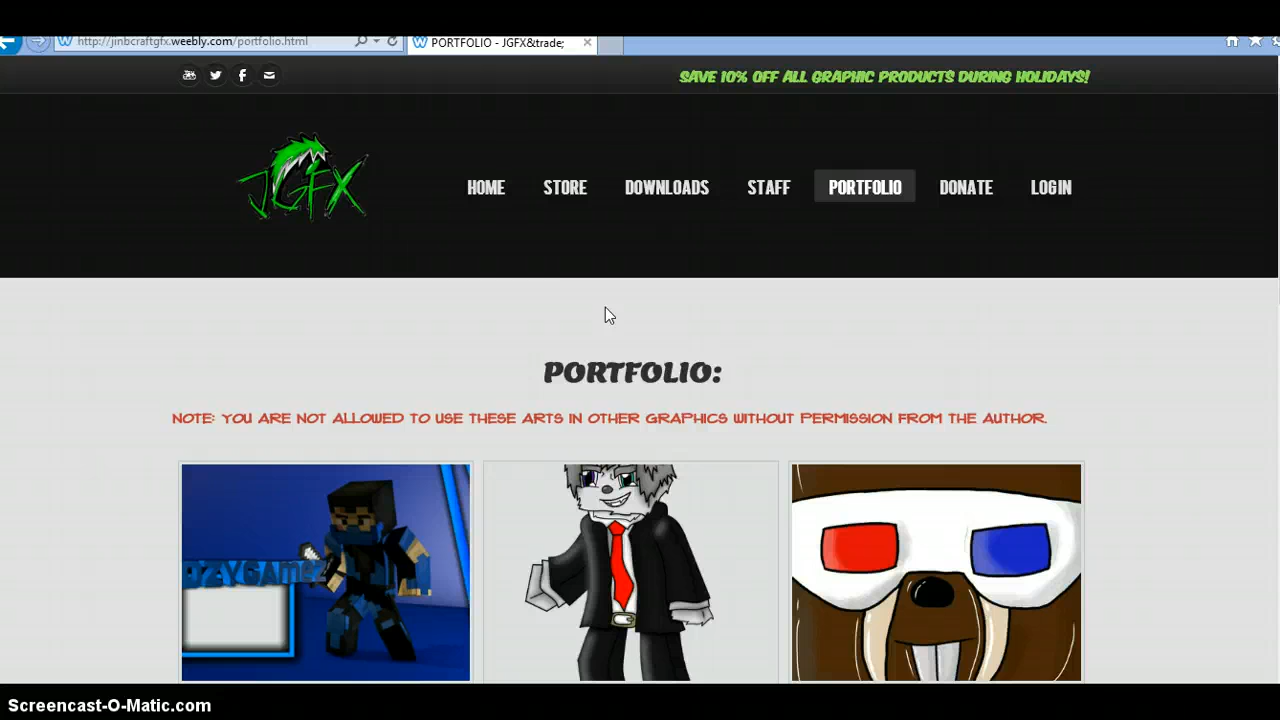 http://jinbcraftgfx.weebly.com/portfolio.html
PORTFOLIO - JGFX&trade;
SAVE 10% OFF ALL GRAPHIC PRODUCTS DURING HOLIDAYS!
JGFX
HOME STORE DOWNLOADS STAFF PORTFOLIO DONATE LOGIN
PORTFOLIO:
NOTE: YOU ARE NOT ALLOWED TO USE THESE ARTS IN OTHER GRAPHICS WITHOUT PERMISSION FROM THE AUTHOR.
Screencast-O-Matic.com